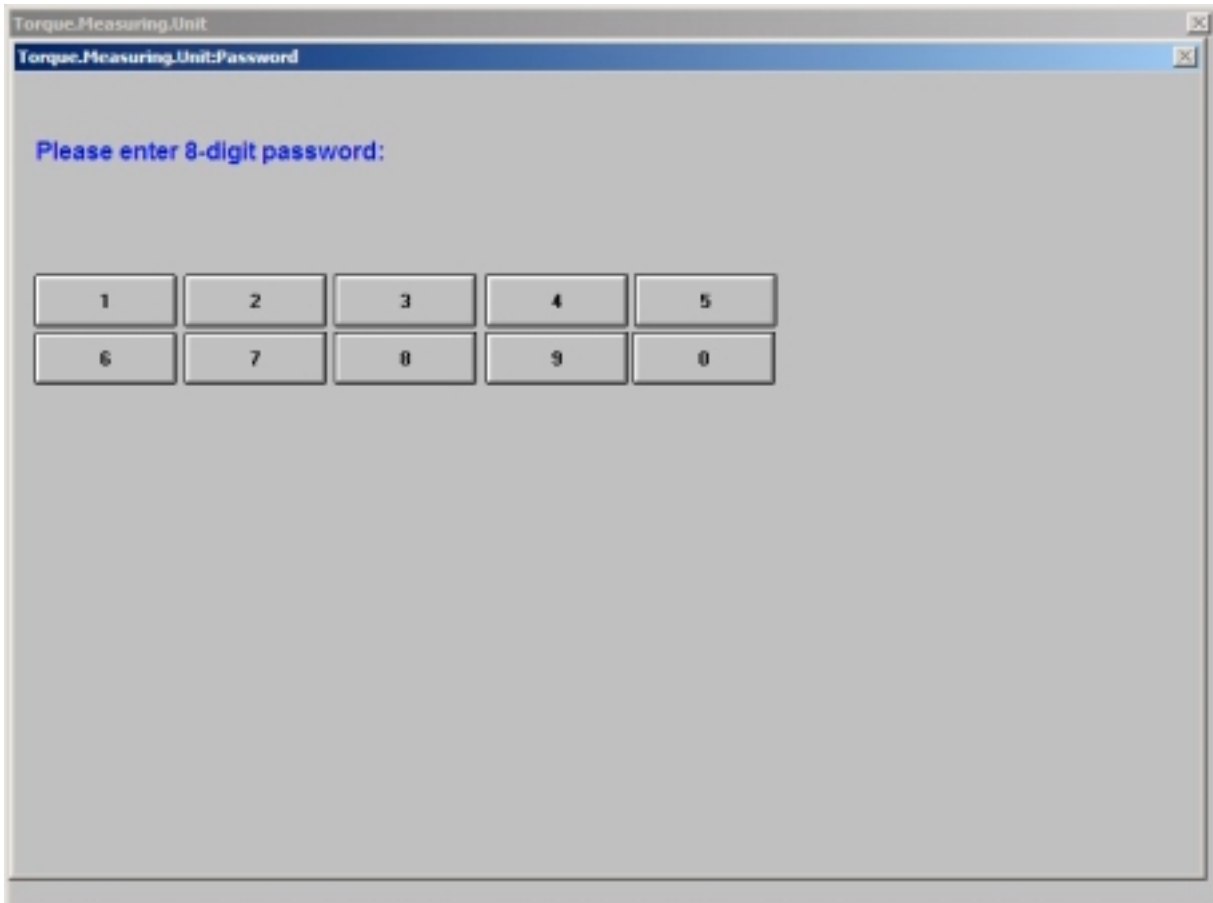 Torque.Measuring.Unit
Torque.Measuring.Unit:Password
Please enter 8-digit password:
1 2 3 4 5
6 7 8 9 0